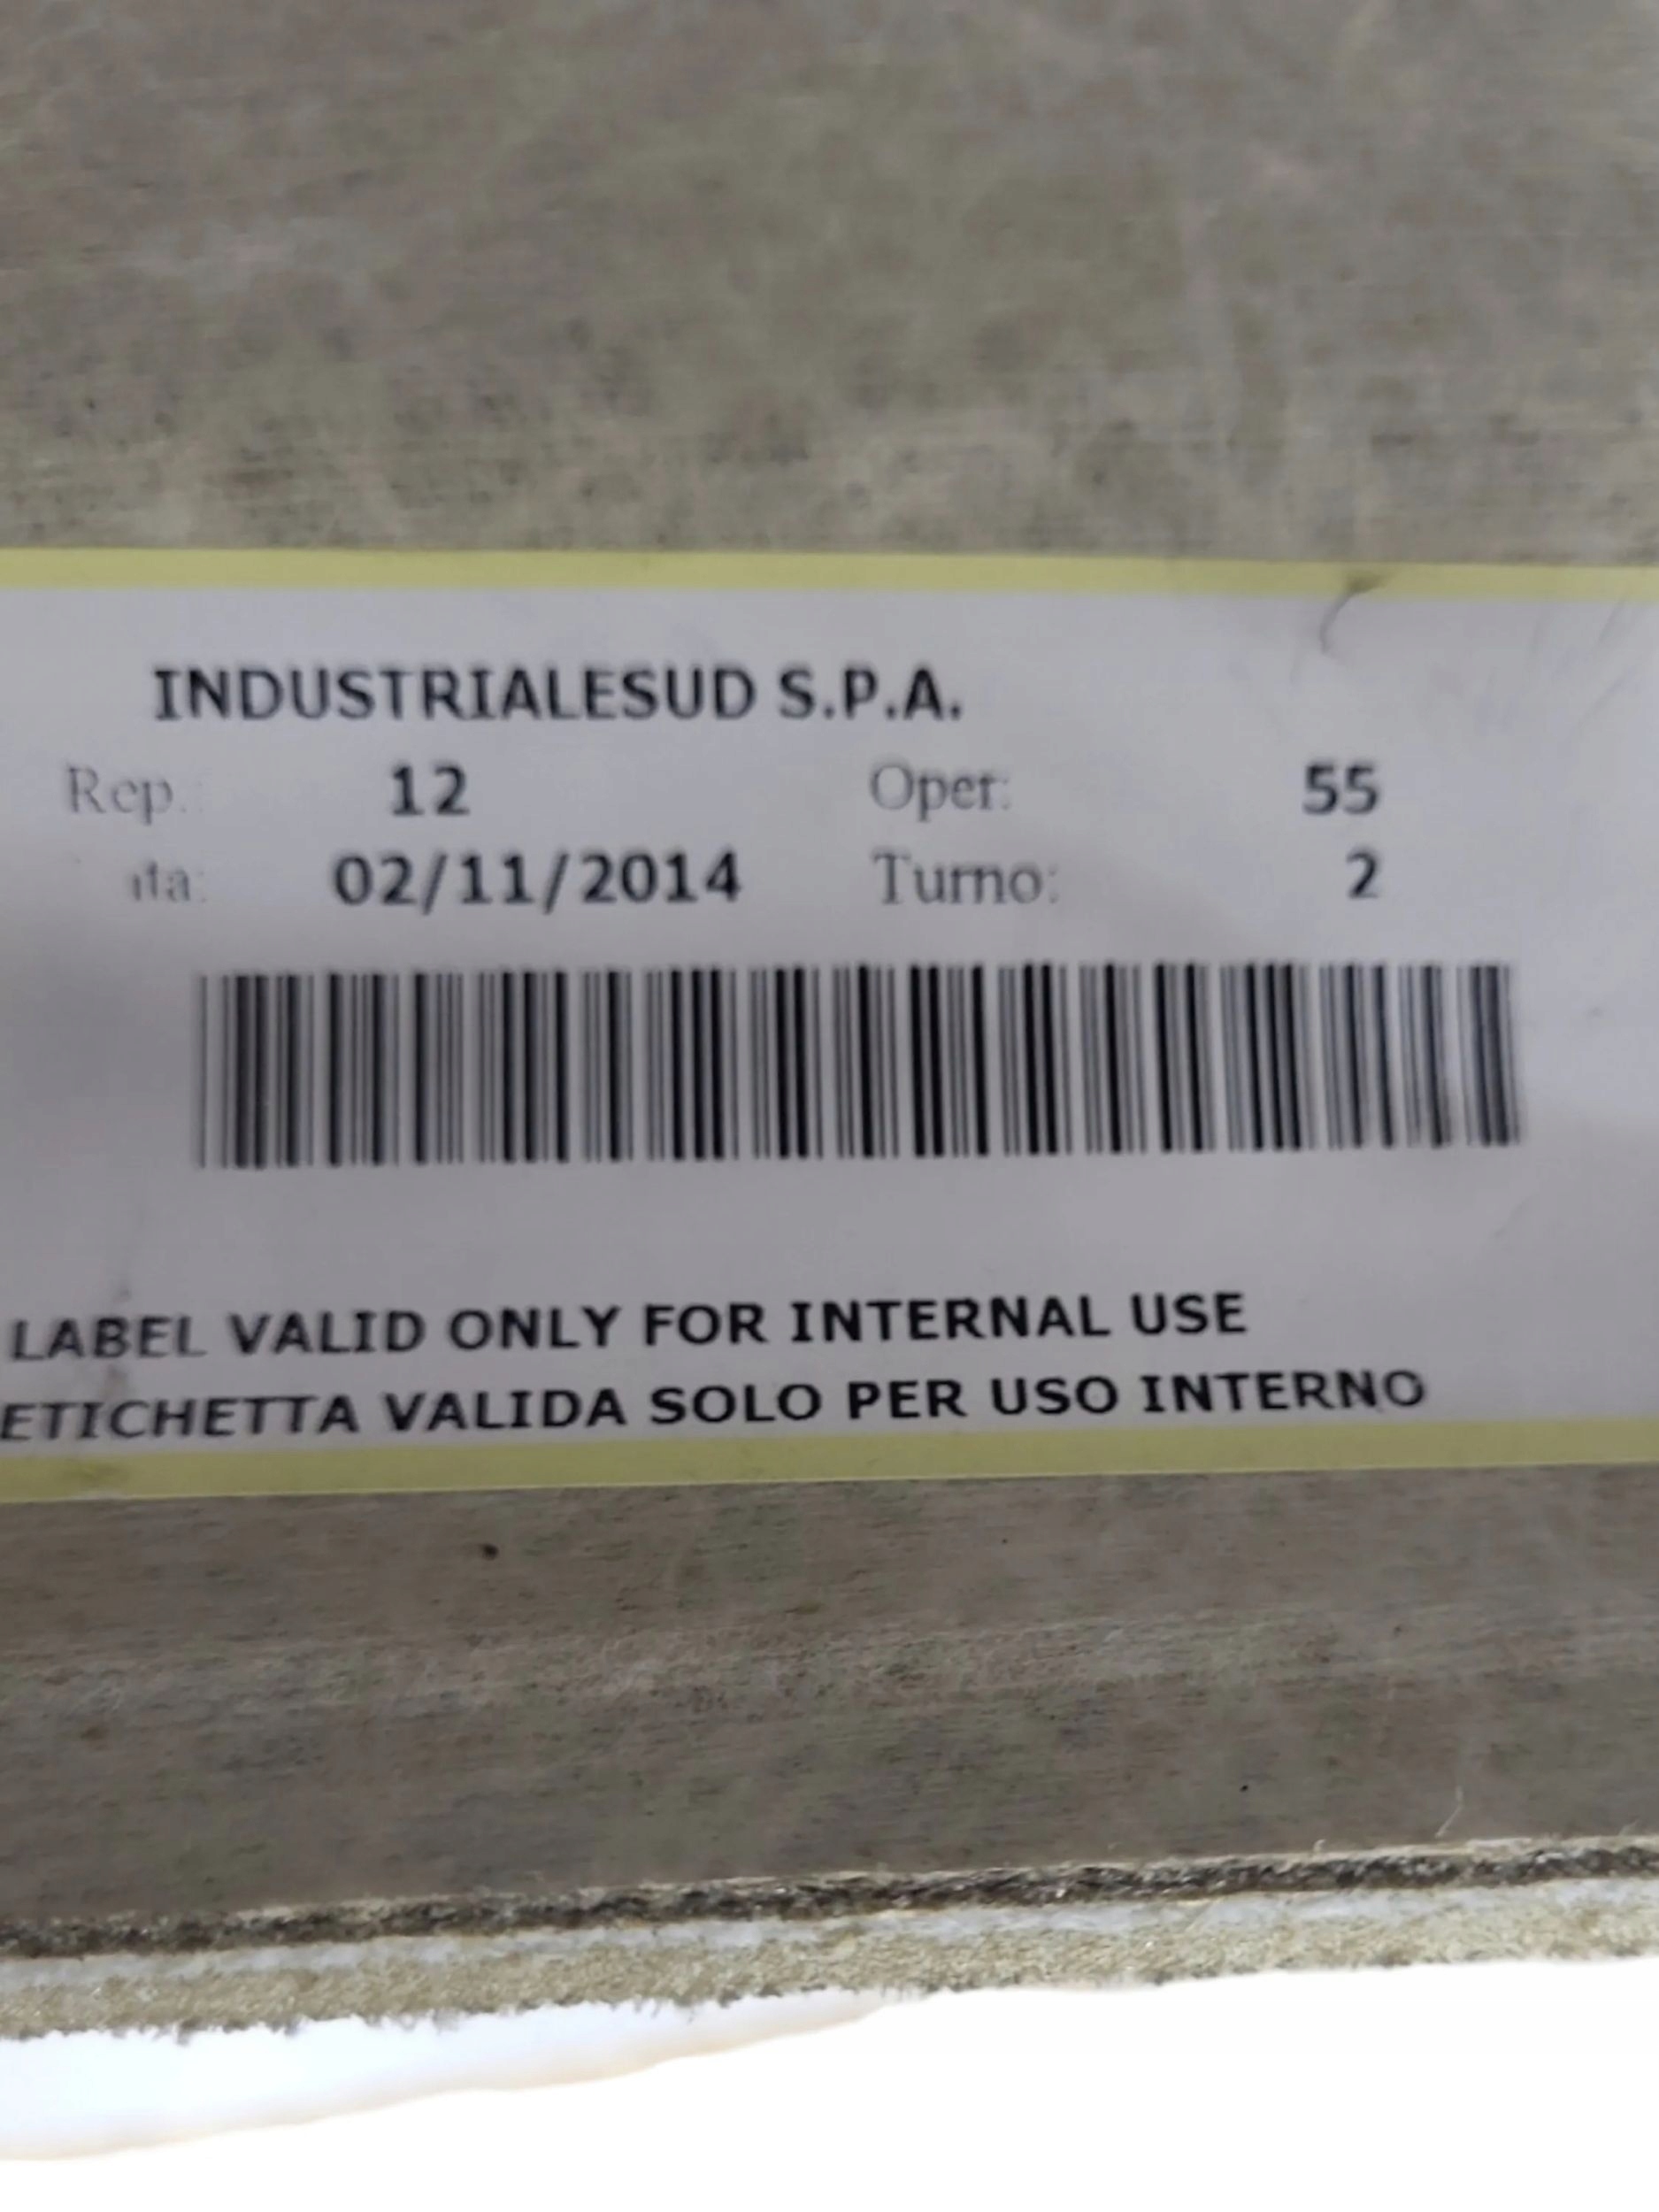 INDUSTRIALESUD S.P.A.
Rep. 12 Oper: 55
02/11/2014 Turno: 2
LABEL VALID ONLY FOR INTERNAL USE
ETICHETTA VALIDA SOLO PER USO INTERNO